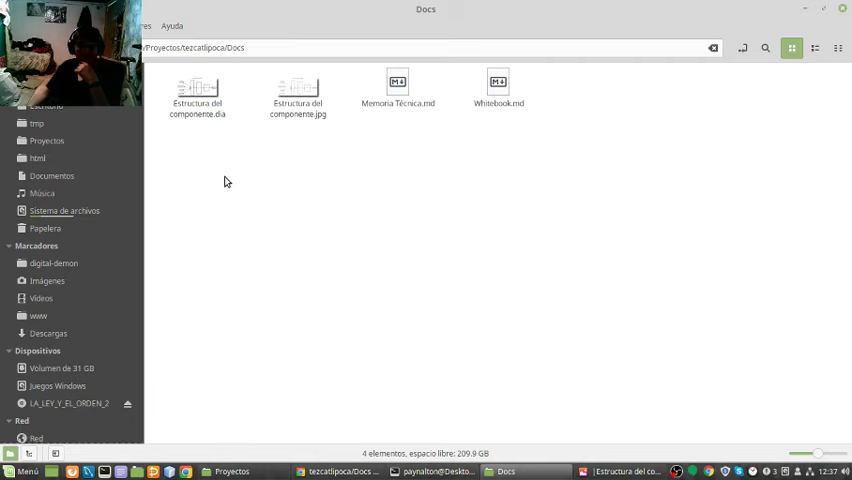 Docs
res Ayuda
/Proyectos/tezcatlipoca/Docs
Estructura del
componente.dia
Estructura del
componente.jpg
Memoria Técnica.md
Whitebook.md
Escritorio
tmp
Proyectos
html
Documentos
Música
Sistema de archivos
Papelera
Marcadores
digital-demon
Imágenes
Vídeos
www
Descargas
Dispositivos
Volumen de 31 GB
Juegos Windows
LA_LEY_Y_EL_ORDEN_2
Red
Red
4 elementos, espacio libre: 209.9 GB
Menú
Proyectos
tezcatlipoca/Docs ...
paynalton@Deskto...
Docs
|Estructura del co...
3
12:37